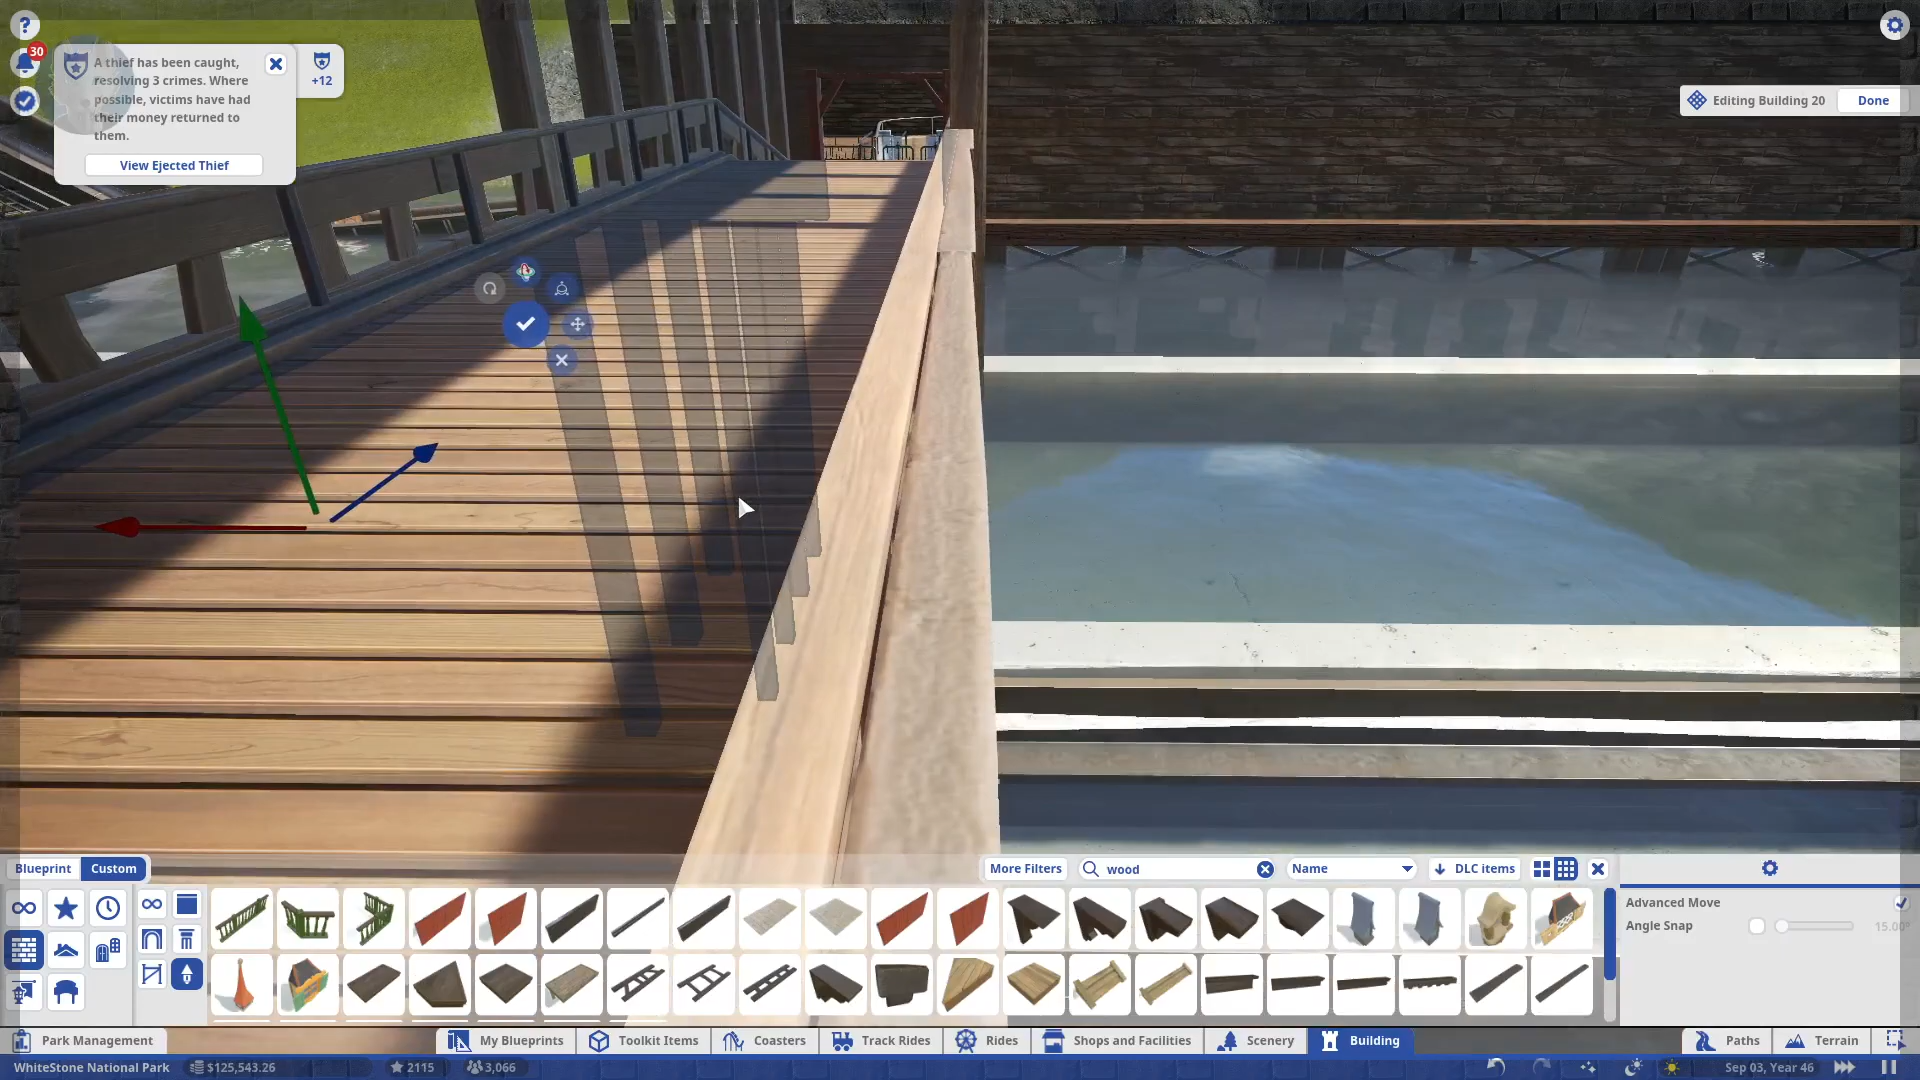 ?
30
A thief has been caught,
resolving 3 crimes. Where
possible, victims have had
their money returned to
them.
View Ejected Thief
+12
Editing Building 20
Done
Blueprint
Custom
More Filters
wood
Name
DLC items
Advanced Move
Angle Snap
15.00°
Park Management
My Blueprints
Toolkit Items
Coasters
Track Rides
Rides
Shops and Facilities
Scenery
Building
Paths
Terrain
WhiteStone National Park
$125,543.26
2115
3,066
Sep 03, Year 46